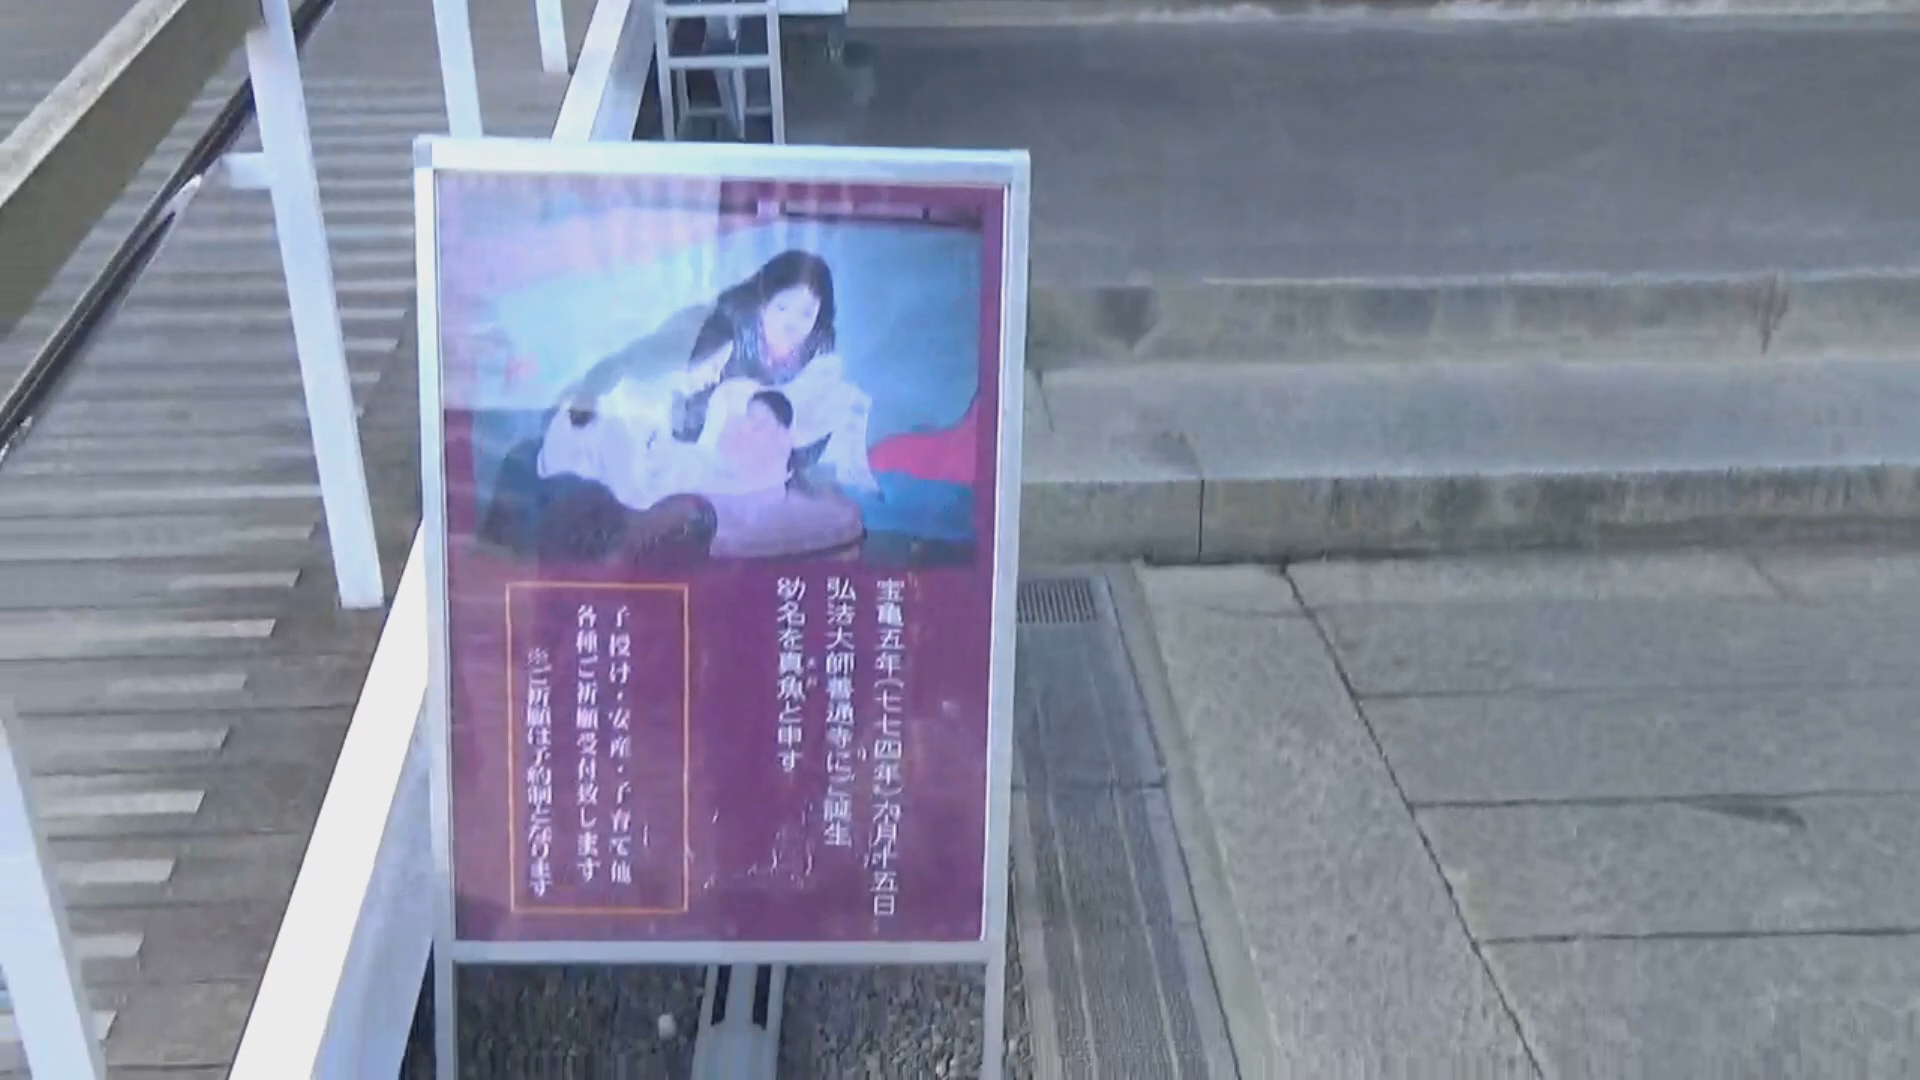 宝亀五年(七七四年)六月十五日
弘法大師善通寺にご誕生
幼名を真魚と申す
子授け・安産・子育て他
各種ご祈願受付致します
※ご祈願は予約制となります